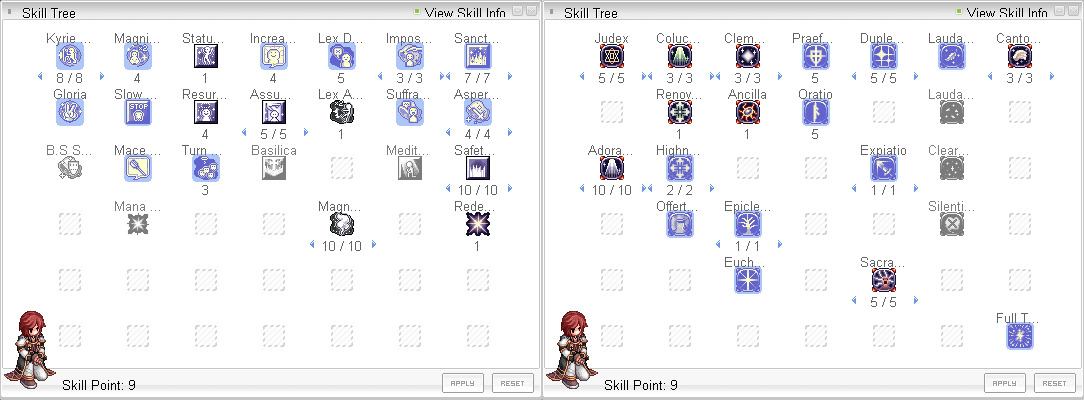 Skill Tree View Skill Info
Kyrie ... Magni... Statu... Increa... Lex D... Impos... Sanct...
8 / 8 4 1 4 5 3 / 3 7 / 7
Gloria Slow ... Resur... Assu... Lex A... Suffra... Asper...
STOP
4 5 / 5 1 4 / 4
B.S S... Mace ... Turn ... Basilica Medit... Safet...
3 10 / 10
Mana ... Magn... Rede...
10 / 10 1
Skill Point: 9 APPLY RESET
Skill Tree View Skill Info
Judex Coluc... Clem... Praef... Duple... Lauda... Canto...
5 / 5 3 / 3 3 / 3 5 5 / 5 3 / 3
Renov... Ancilla Oratio Lauda...
1 1 5
Adora... Highn... Expiatio Clear...
10 / 10 2 / 2 1 / 1
Offert... Epicle... Silenti...
1 / 1
Euch... Sacra...
5 / 5
Full T...
Skill Point: 9 APPLY RESET